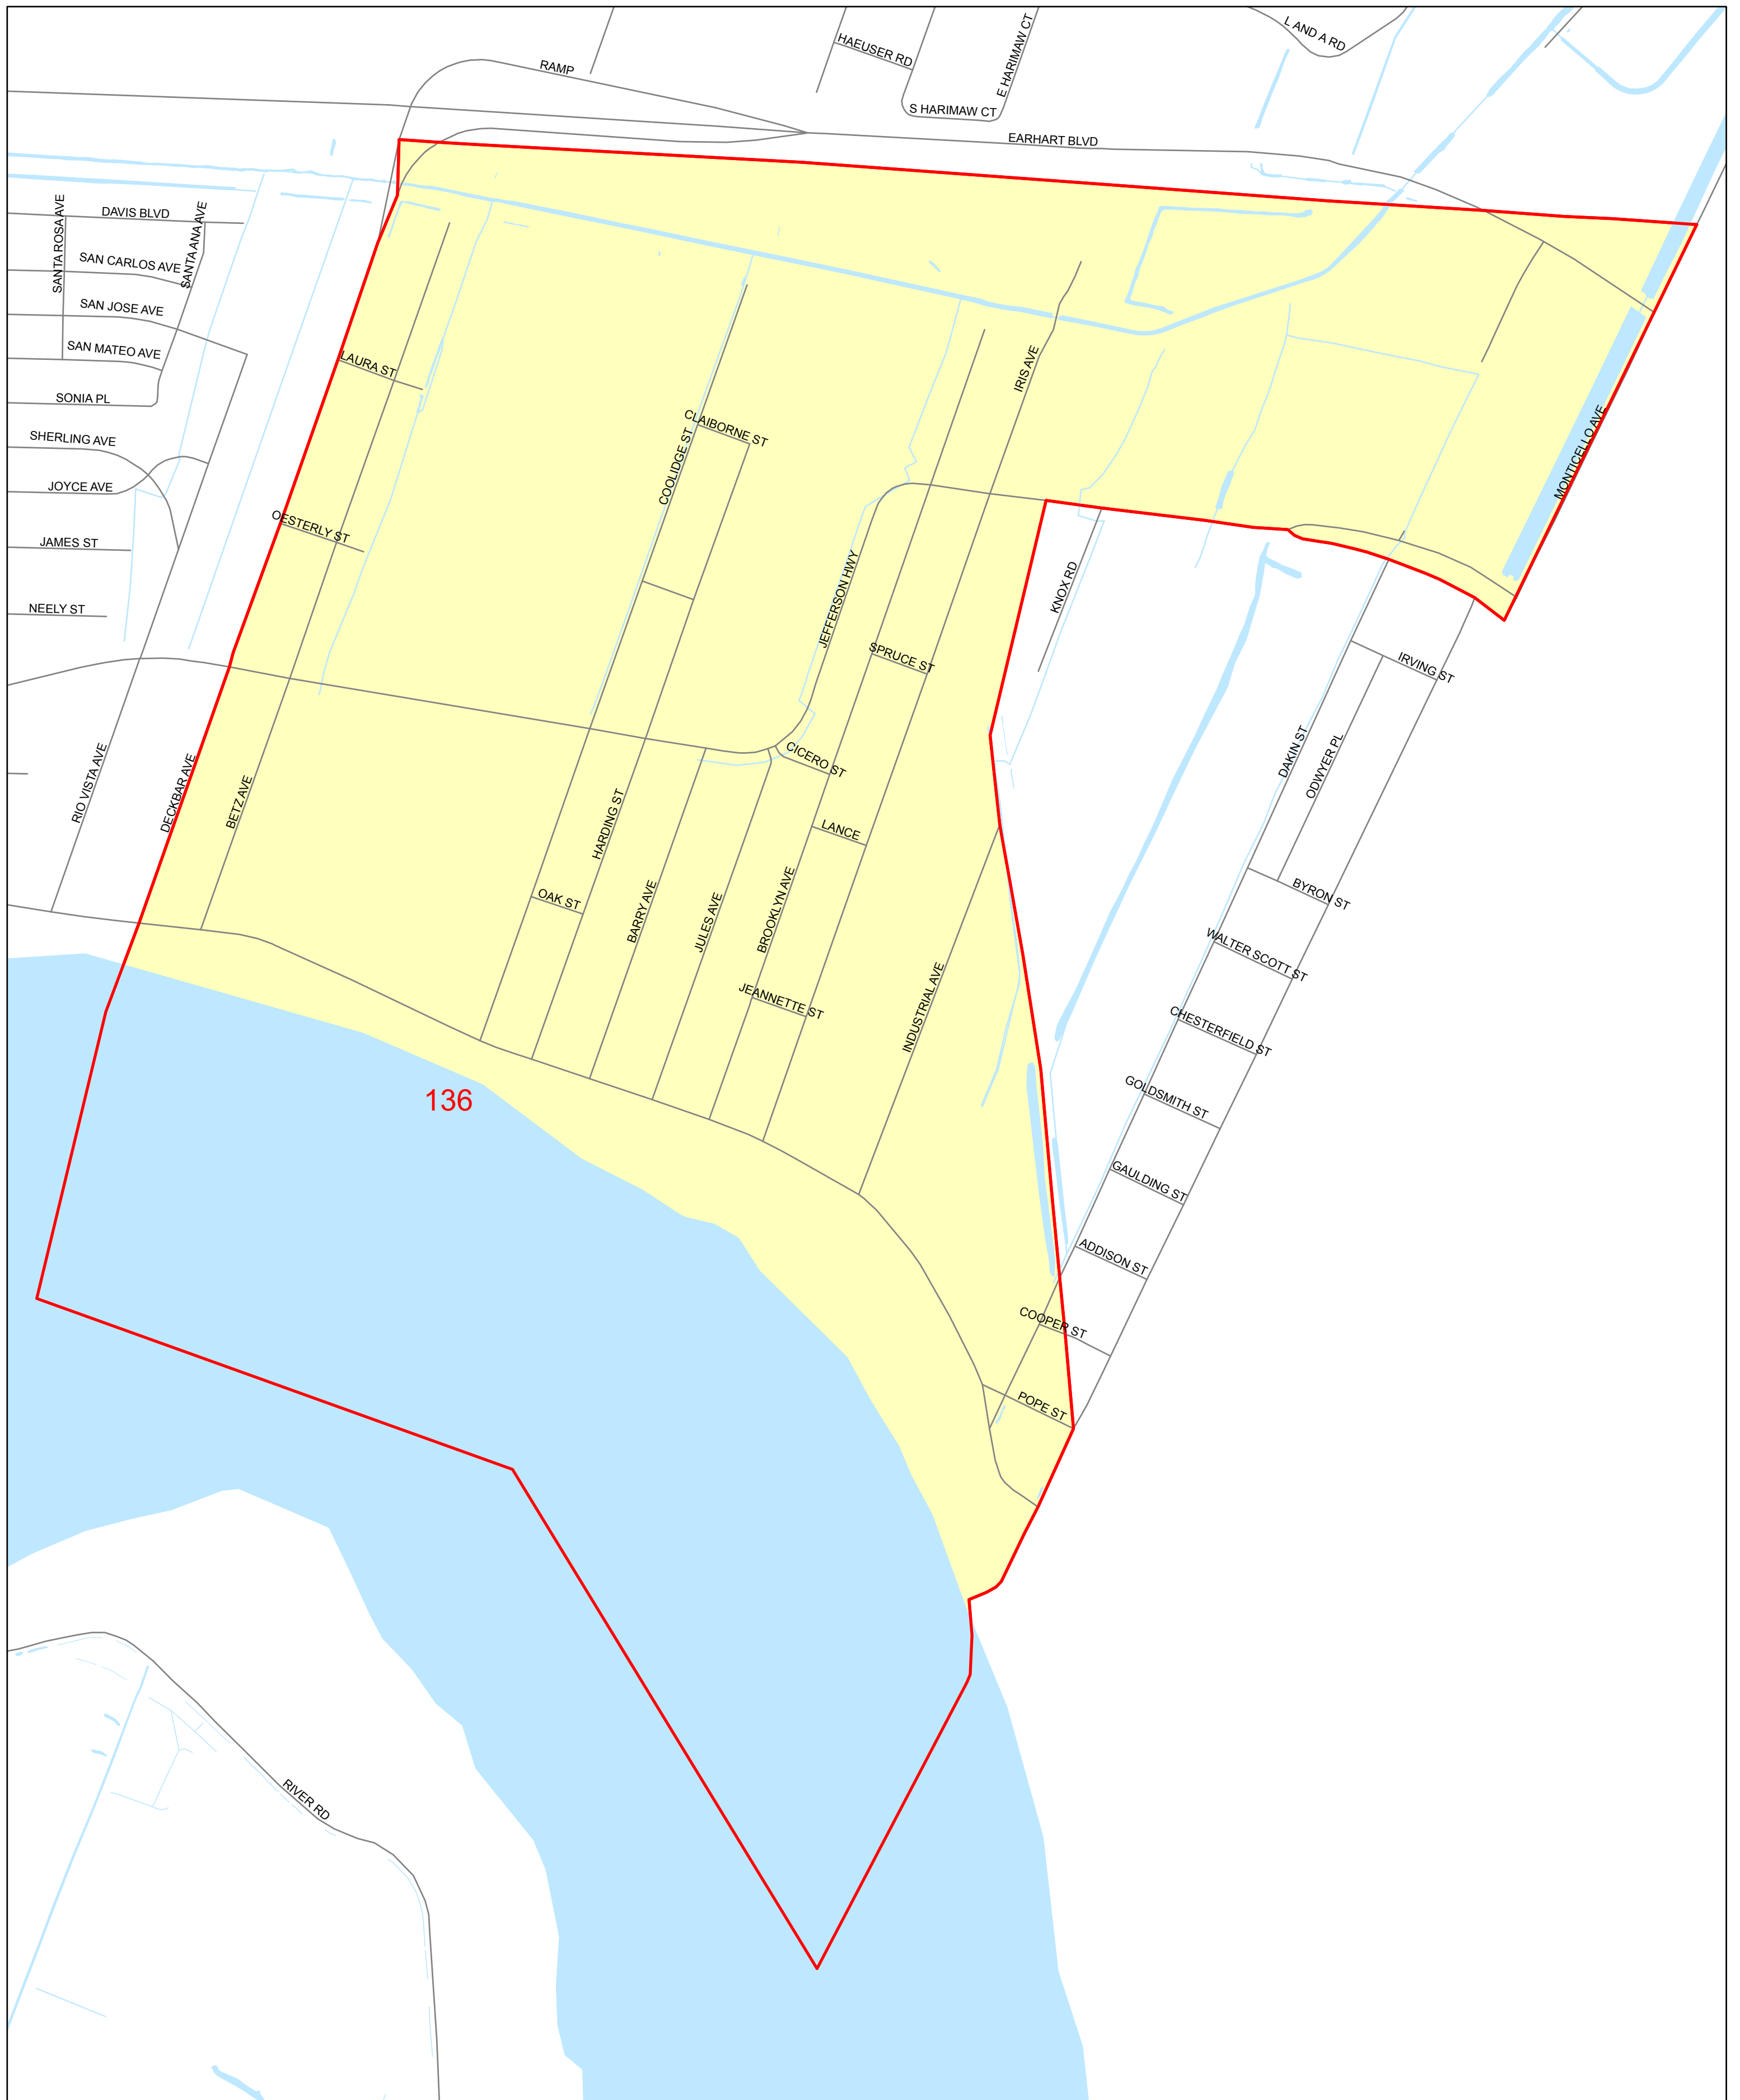 L AND A RD
HAEUSER RD
E HARIMAW CT
RAMP
S HARIMAW CT
EARHART BLVD
DAVIS BLVD
SANTA ROSA AVE
SANTA ANA AVE
SAN CARLOS AVE
SAN JOSE AVE
SAN MATEO AVE
LAURA ST
IRIS AVE
SONIA PL
CLAIBORNE ST
SHERLING AVE
COOLIDGE ST
MONTICELLO AVE
JOYCE AVE
OESTERLY ST
JAMES ST
JEFFERSON HWY
KNOX RD
NEELY ST
SPRUCE ST
IRVING ST
DAKIN ST
ODWYER PL
CICERO ST
RIO VISTA AVE
DECKBAR AVE
BETZ AVE
HARDING ST
LANCE
OAK ST
BARRY AVE
JULES AVE
BROOKLYN AVE
BYRON ST
WALTER SCOTT ST
JEANNETTE ST
INDUSTRIAL AVE
CHESTERFIELD ST
136
GOLDSMITH ST
GAULDING ST
ADDISON ST
COOPER ST
POPE ST
RIVER RD